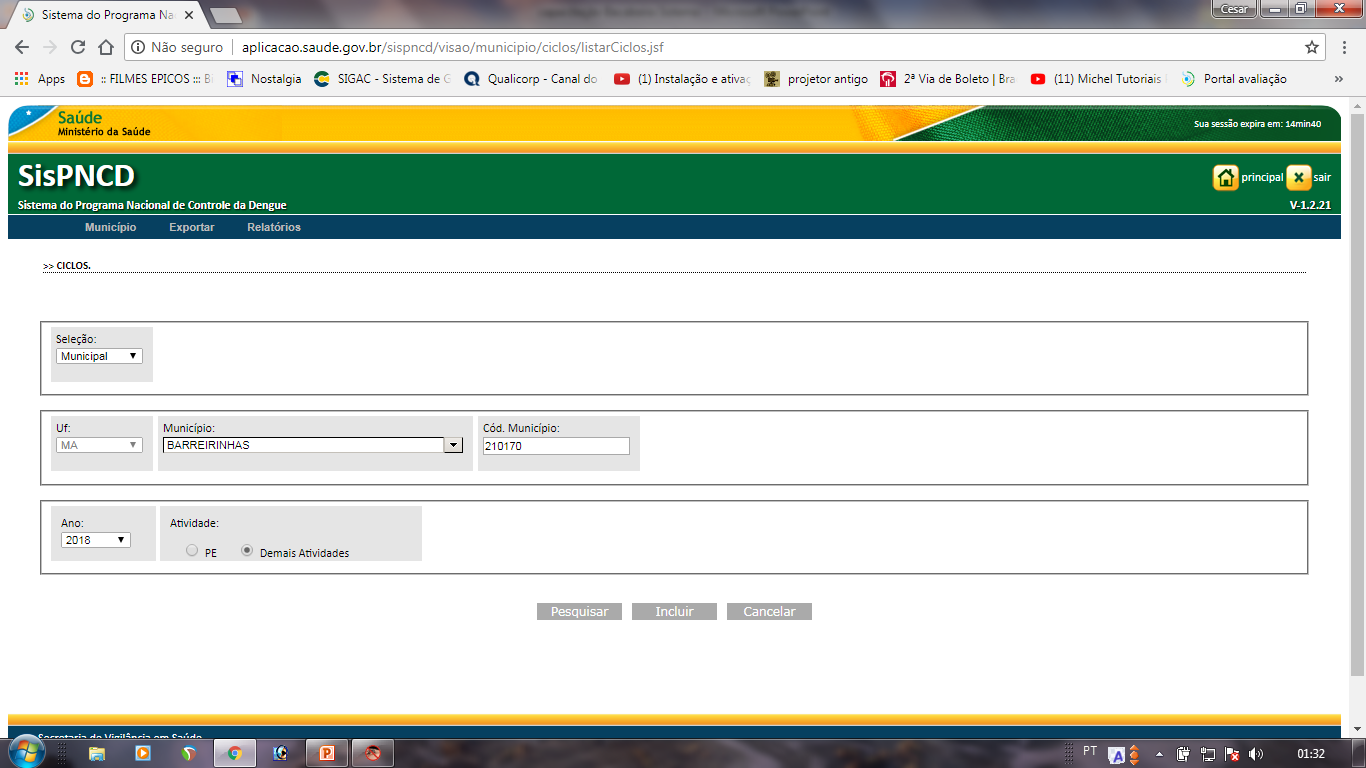 Cesar
Sistema do Programa Na
Não seguro
aplicacao.saude.gov.br/sispncd/visao/municipio/ciclos/listarCiclos.jsf
Apps
:: FILMES EPICOS ::: B
Nostalgia
SIGAC - Sistema de G
Qualicorp - Canal do
(1) Instalação e ativaç
projetor antigo
2ª Via de Boleto | Bra
(11) Michel Tutoriais
Portal avaliação
»
Saúde
Ministério da Saúde
Sua sessão expira em: 14min40
SisPNCD
principal
sair
Sistema do Programa Nacional de Controle da Dengue
V-1.2.21
Município
Exportar
Relatórios
>> CICLOS.
Seleção:
Municipal
Uf:
Município:
Cód. Município:
MA
BARREIRINHAS
210170
Ano:
Atividade:
2018
PE
Demais Atividades
Pesquisar
Incluir
Cancelar
Secretaria de Vigilância em Saúde
PT
01:32